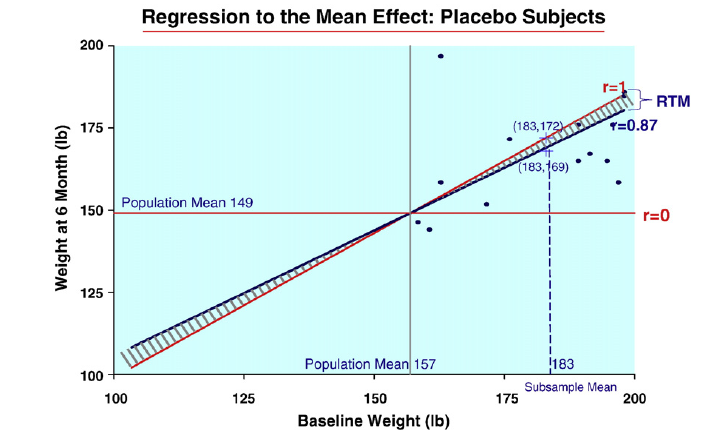 Regression to the Mean Effect: Placebo Subjects
200
175
150
125
100
Weight at 6 Month (lb)
r=1
RTM
r=0.87
(183,172)
(183,169)
Population Mean 149
r=0
Population Mean 157
183
100
125
150
175
200
Subsample Mean
Baseline Weight (lb)